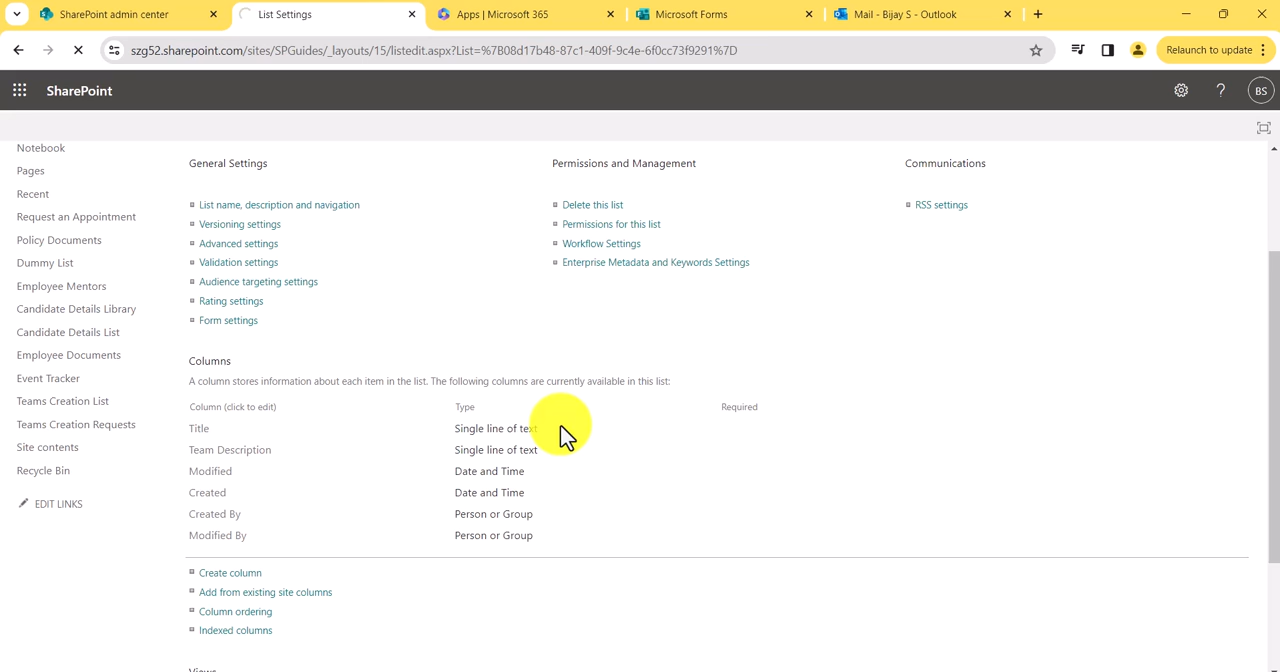 SharePoint admin center
List Settings
Apps | Microsoft 365
Microsoft Forms
Mail - Bijay S - Outlook
szg52.sharepoint.com/sites/SPGuides/_layouts/15/listedit.aspx?List=%7B08d17b48-87c1-409f-9c4e-6f0cc73f9291%7D
Relaunch to update
SharePoint
BS
Notebook
Pages
Recent
Request an Appointment
Policy Documents
Dummy List
Employee Mentors
Candidate Details Library
Candidate Details List
Employee Documents
Event Tracker
Teams Creation List
Teams Creation Requests
Site contents
Recycle Bin
EDIT LINKS
General Settings
List name, description and navigation
Versioning settings
Advanced settings
Validation settings
Audience targeting settings
Rating settings
Form settings
Permissions and Management
Delete this list
Permissions for this list
Workflow Settings
Enterprise Metadata and Keywords Settings
Communications
RSS settings
Columns
A column stores information about each item in the list. The following columns are currently available in this list:
Column (click to edit) Type Required
Title Single line of text
Team Description Single line of text
Modified Date and Time
Created Date and Time
Created By Person or Group
Modified By Person or Group
Create column
Add from existing site columns
Column ordering
Indexed columns
Views